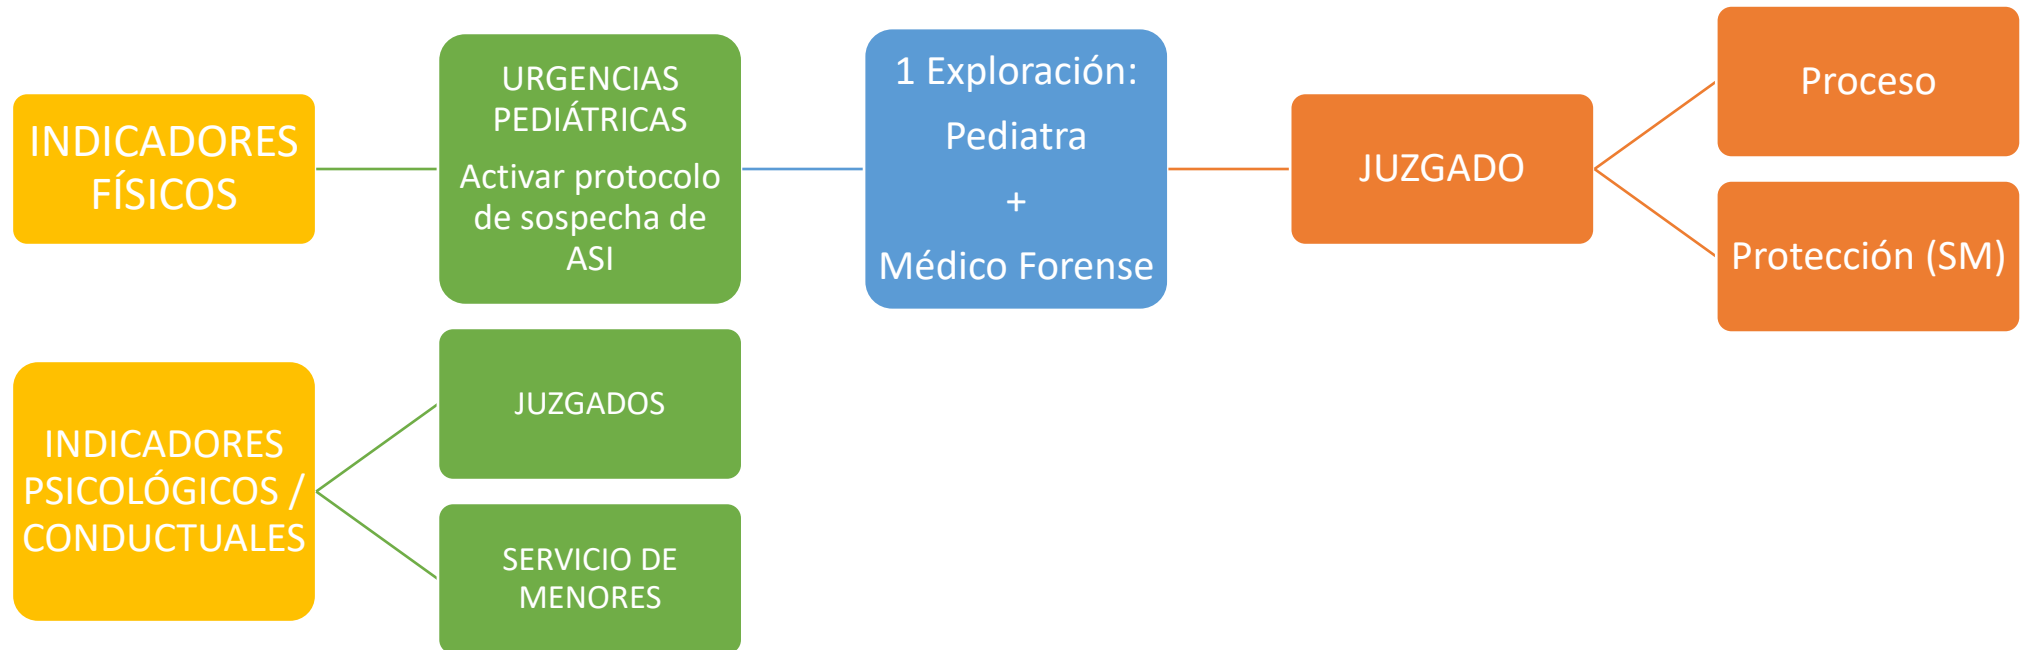 INDICADORES
FÍSICOS
URGENCIAS
PEDIÁTRICAS
Activar protocolo
de sospecha de
ASI
1 Exploración:
Pediatra
+
Médico Forense
JUZGADO
Proceso
Protección (SM)
INDICADORES
PSICOLÓGICOS /
CONDUCTUALES
JUZGADOS
SERVICIO DE
MENORES